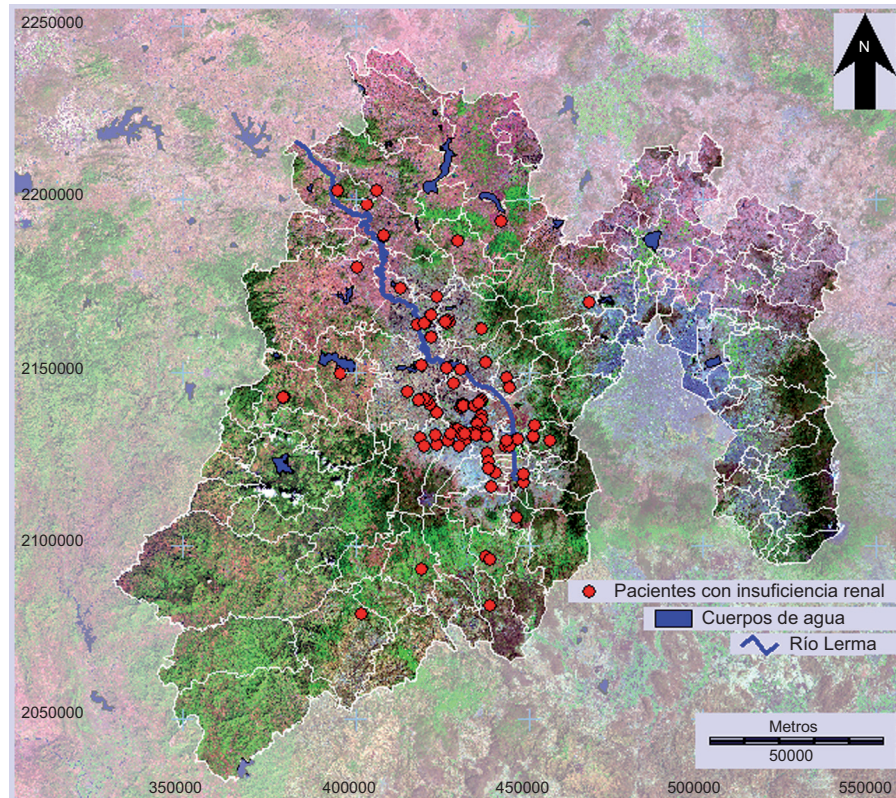 2250000
N
2200000
2150000
2100000
Pacientes con insuficiencia renal
Cuerpos de agua
Río Lerma
2050000
Metros
50000
350000 400000 450000 500000 550000